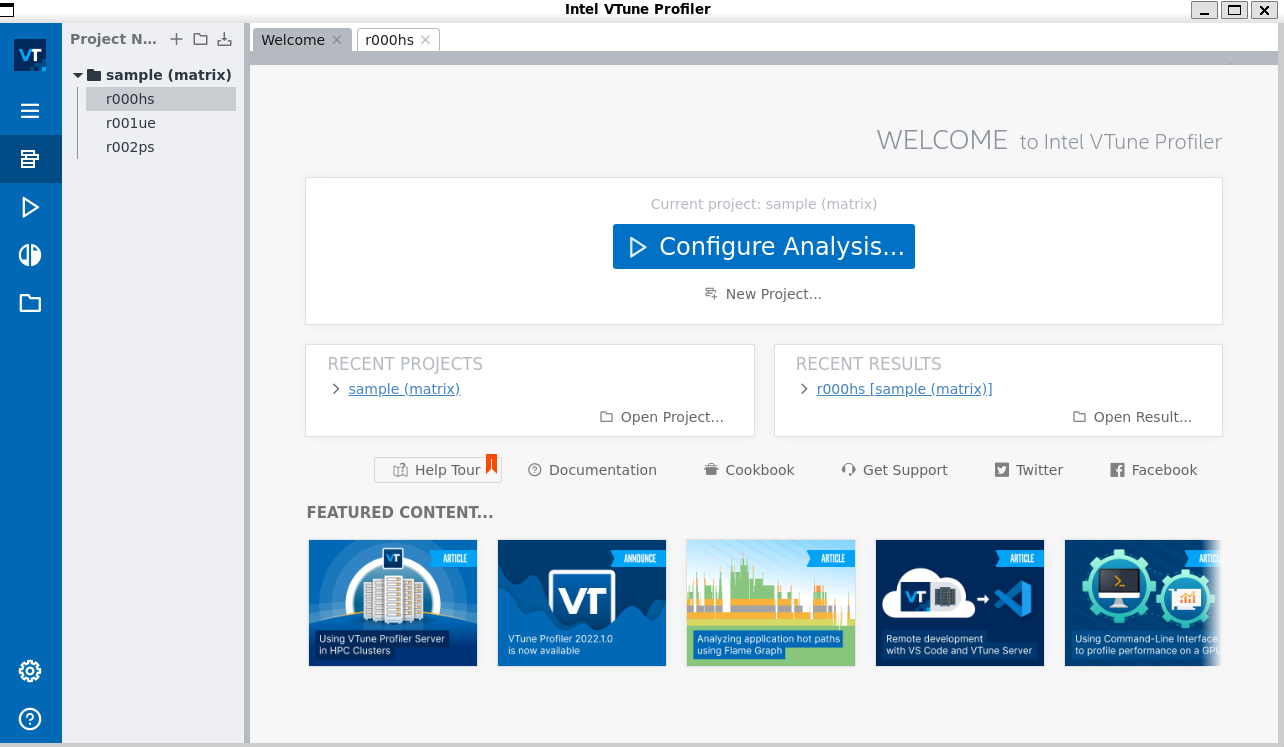 Intel VTune Profiler
VT
Project N...
Welcome
r000hs
sample (matrix)
r000hs
r001ue
r002ps
WELCOME to Intel VTune Profiler
Current project: sample (matrix)
Configure Analysis...
New Project...
RECENT PROJECTS
sample (matrix)
Open Project...
RECENT RESULTS
r000hs [sample (matrix)]
Open Result...
Help Tour
Documentation
Cookbook
Get Support
Twitter
Facebook
FEATURED CONTENT...
VT
ARTICLE
Using VTune Profiler Server
in HPC Clusters
ANNOUNCE
VT
VTune Profiler 2022.1.0
is now available
ARTICLE
Analyzing application hot paths
using Flame Graph
ARTICLE
VT
Remote development
with VS Code and VTune Server
ARTIC
Using Command-Line Interface
to profile performance on a GPU